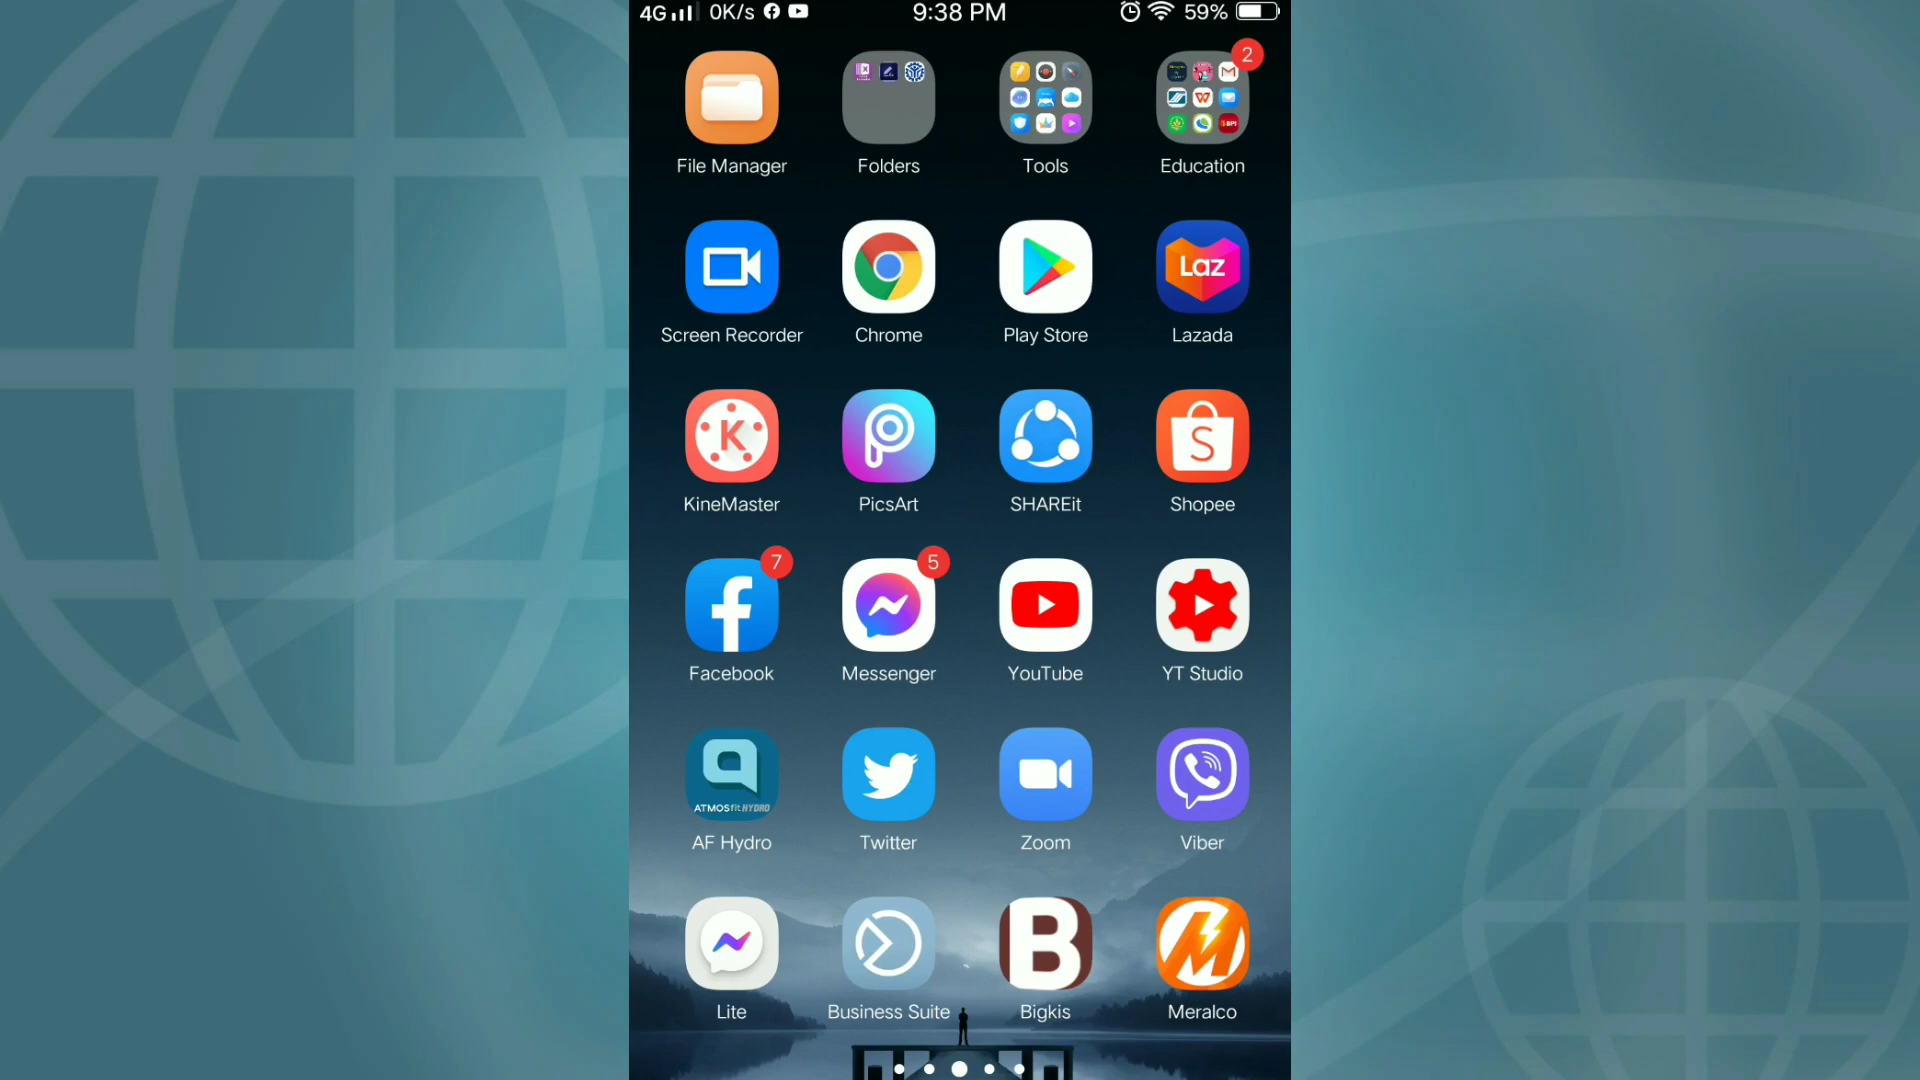 4G 0K/s 9:38 PM 59%
2
File Manager Folders Tools Education
Laz
Screen Recorder Chrome Play Store Lazada
K S
KineMaster PicsArt SHAREit Shopee
7 5
Facebook Messenger YouTube YT Studio
ATMOSfit HYDRO
AF Hydro Twitter Zoom Viber
B
Lite Business Suite Bigkis Meralco